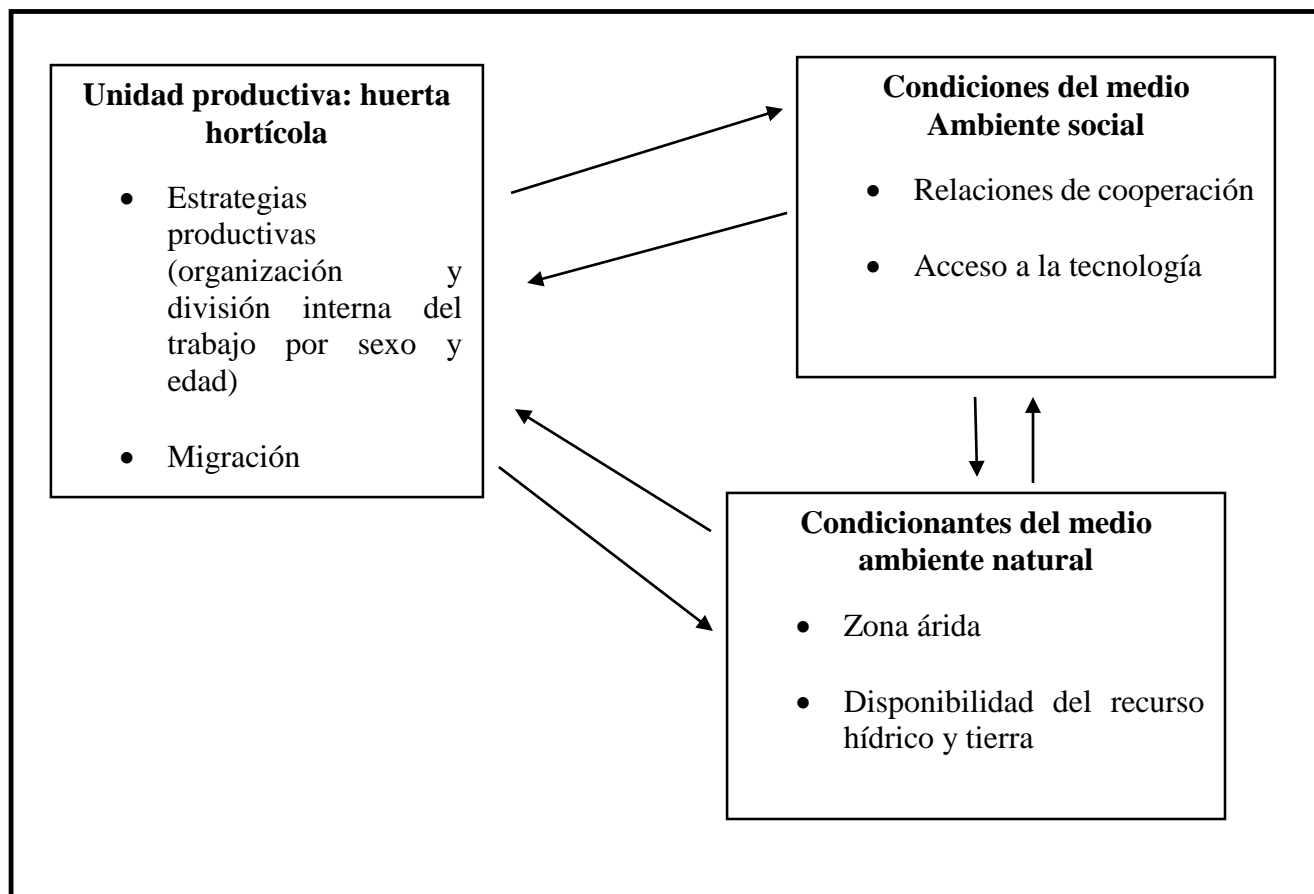 Unidad productiva: huerta
hortícola
• Estrategias
productivas
(organización y
división interna del
trabajo por sexo y
edad)
• Migración
Condiciones del medio
Ambiente social
• Relaciones de cooperación
• Acceso a la tecnología
Condicionantes del medio
ambiente natural
• Zona árida
• Disponibilidad del recurso
hídrico y tierra